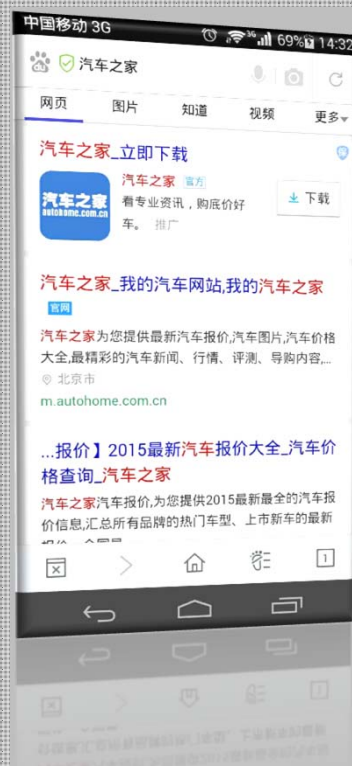 中国移动 3G
3G 69% 14:32
汽车之家
网页 图片 知道 视频 更多
汽车之家_立即下载
保
汽车之家
autohome.com.cn
汽车之家 官方
看专业资讯，购底价好
车。 推广
下载
汽车之家_我的汽车网站,我的汽车之家
官网
汽车之家为您提供最新汽车报价,汽车图片,汽车价格
大全,最精彩的汽车新闻、行情、评测、导购内容,...
北京市
m.autohome.com.cn
...报价】2015最新汽车报价大全_汽车价
格查询_汽车之家
汽车之家汽车报价,为您提供2015最新最全的汽车报
价信息,汇总所有品牌的热门车型、上市新车的最新
1